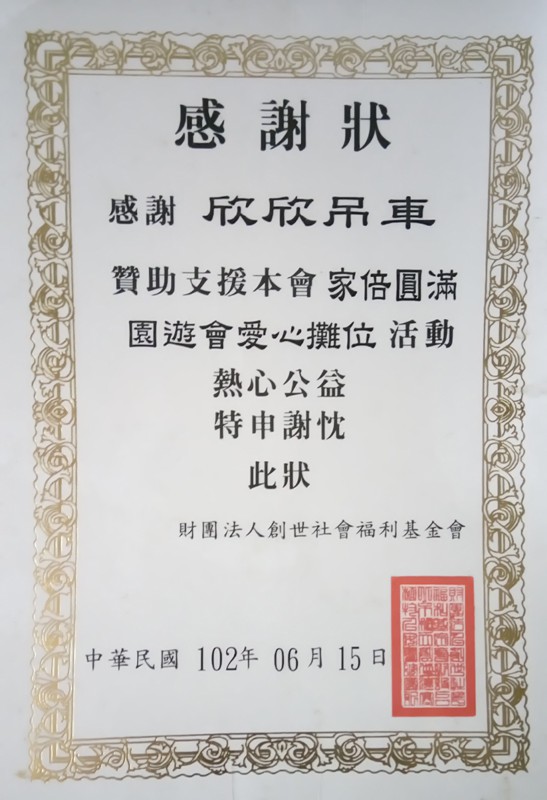 感謝狀
感謝 欣欣吊車
贊助支援本會家倍圓滿
園遊會愛心攤位活動
熱心公益
特申謝忱
此狀
財團法人創世社會福利基金會
中華民國 102年 06月 15日